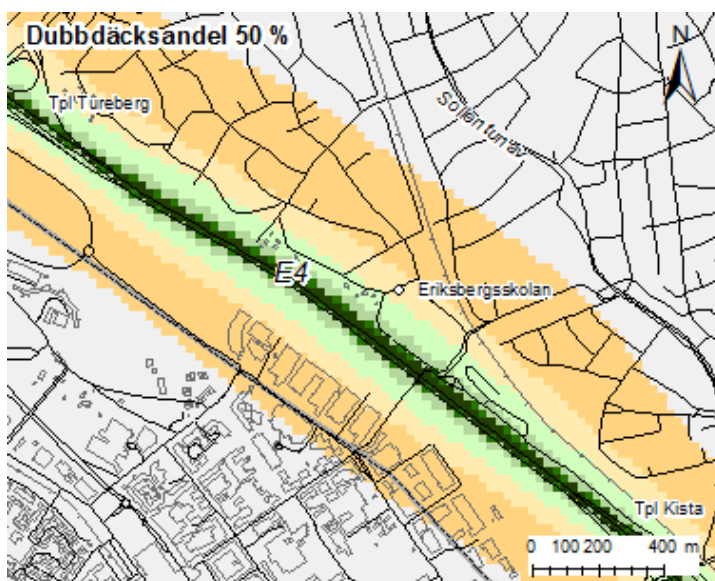 Dubbdäcksandel 50 %
N
Tpl Tureberg
Sollentunav
E4
Eriksbergsskolan
Tpl Kista
0 100 200 400 m